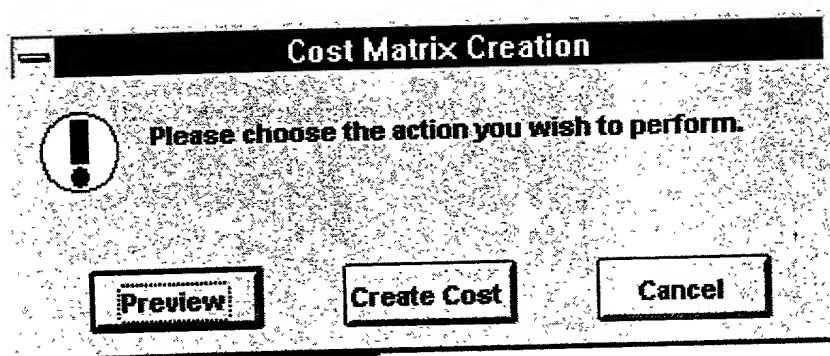 Cost Matrix Creation
Please choose the action you wish to perform.
Preview
Create Cost
Cancel